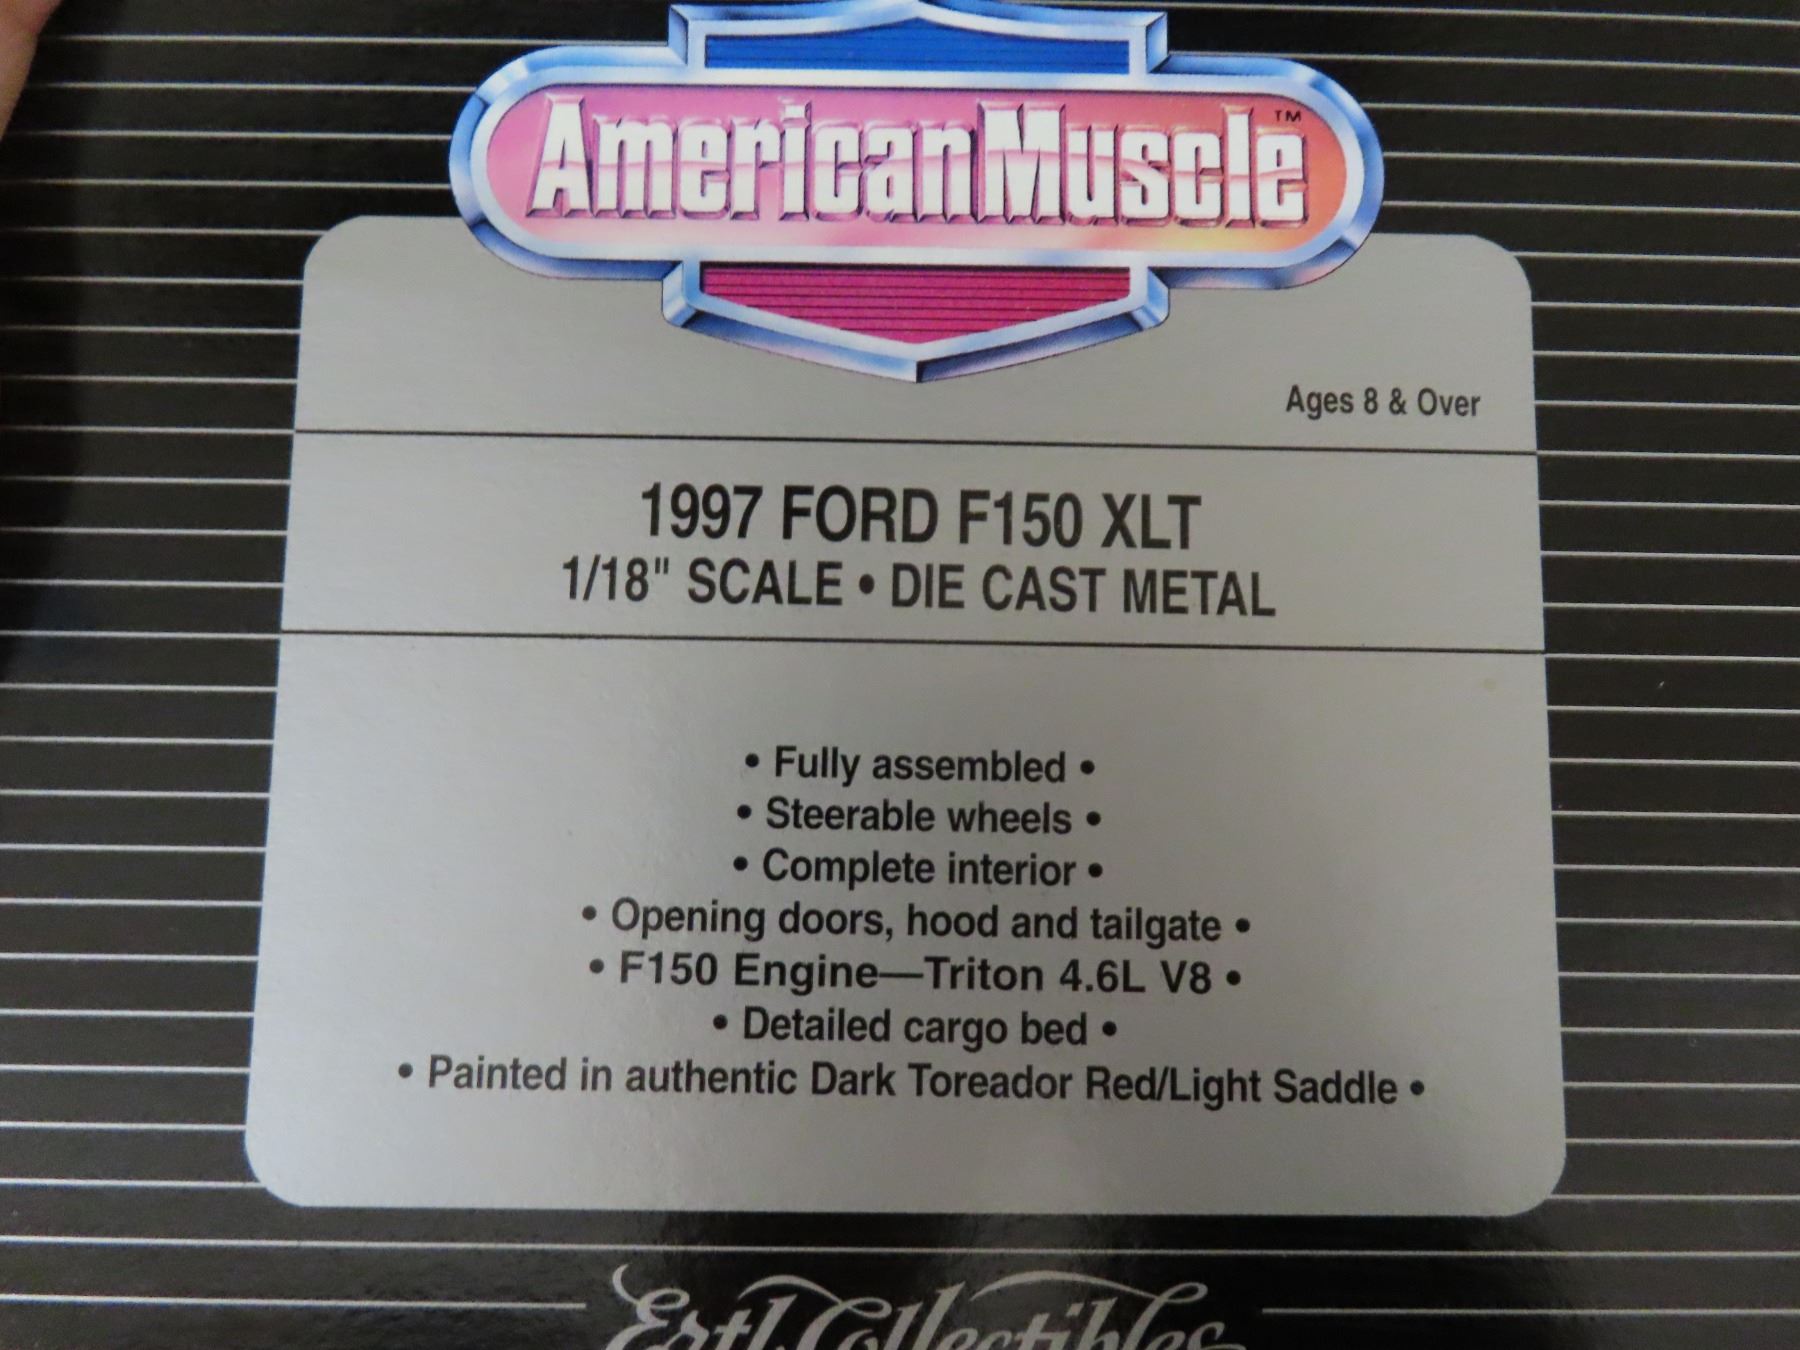 AmericanMuscle™
Ages 8 & Over
1997 FORD F150 XLT
1/18" SCALE • DIE CAST METAL
• Fully assembled •
• Steerable wheels •
• Complete interior •
• Opening doors, hood and tailgate •
• F150 Engine—Triton 4.6L V8 •
• Detailed cargo bed •
• Painted in authentic Dark Toreador Red/Light Saddle •
Ertl Collectibles